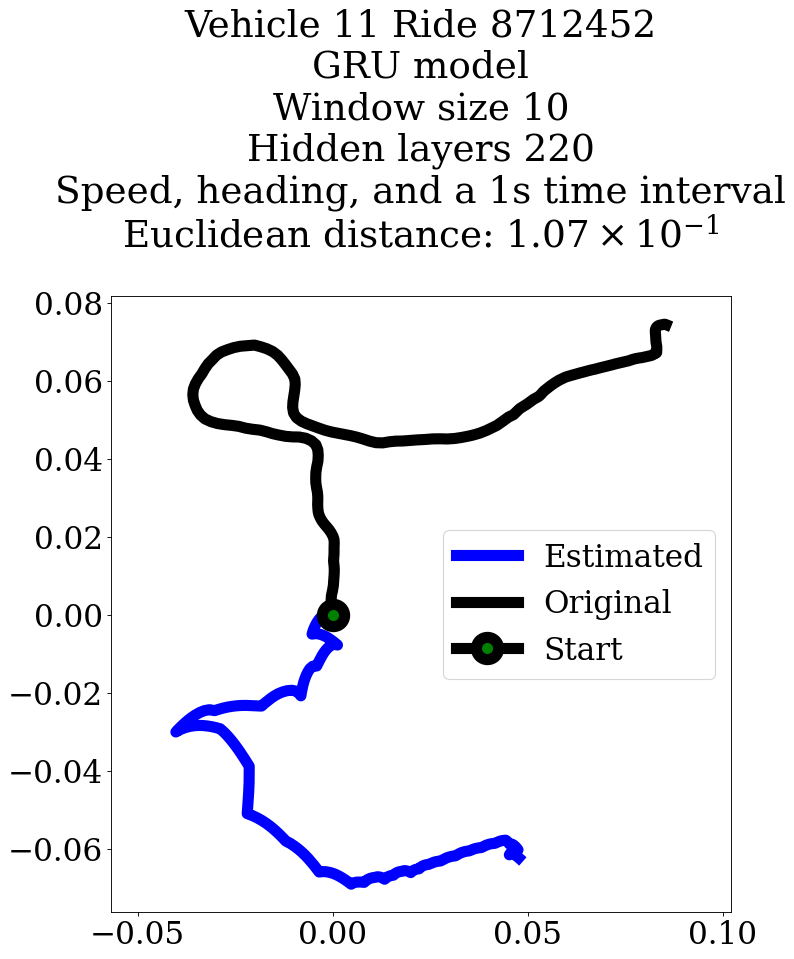 Vehicle 11 Ride 8712452
GRU model
Window size 10
Hidden layers 220
Speed, heading, and a 1s time interval
Euclidean distance: 1.07 × 10⁻¹
0.08
0.06
0.04
0.02
0.00
−0.02
−0.04
−0.06
Estimated
Original
Start
−0.05
0.00
0.05
0.10